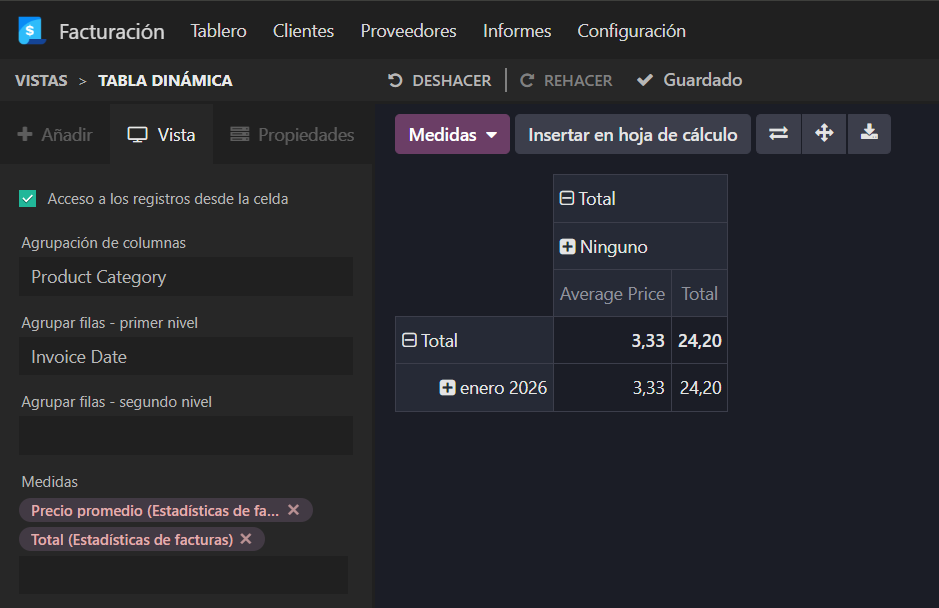 Facturación Tablero Clientes Proveedores Informes Configuración
VISTAS > TABLA DINÁMICA DESHACER REHACER Guardado
Añadir Vista Propiedades
Medidas Insertar en hoja de cálculo
Acceso a los registros desde la celda
Agrupación de columnas
Product Category
Agrupar filas - primer nivel
Invoice Date
Agrupar filas - segundo nivel
Medidas
Precio promedio (Estadísticas de fa...
Total (Estadísticas de facturas)
Total
Ninguno
Average Price Total
Total 3,33 24,20
enero 2026 3,33 24,20